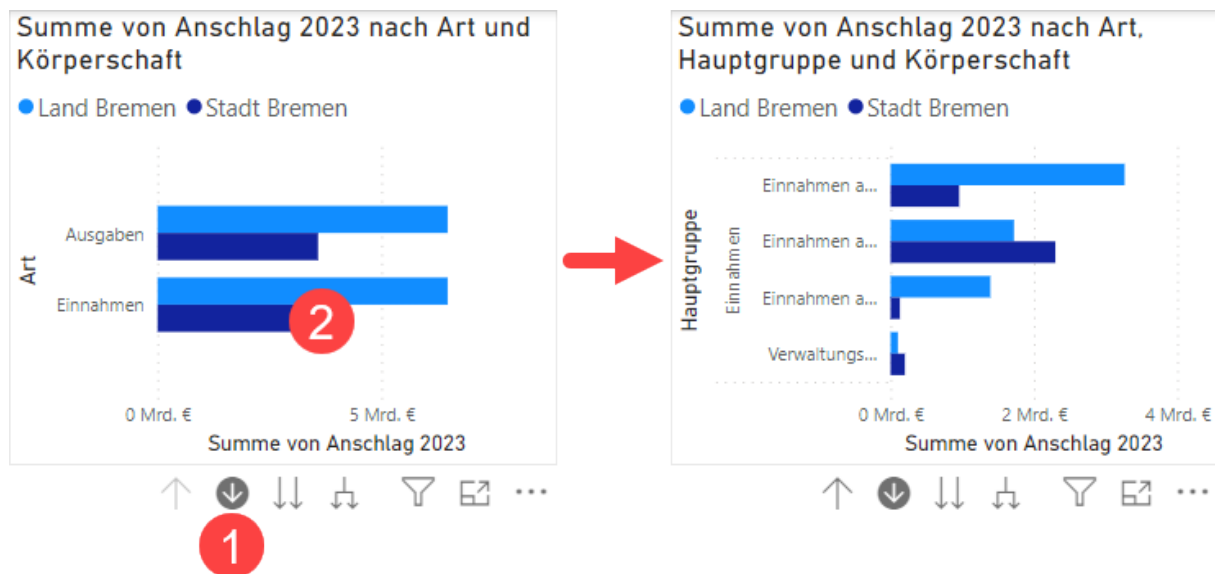 Summe von Anschlag 2023 nach Art und
Körperschaft
Land Bremen Stadt Bremen
Art
Ausgaben
Einnahmen
2
0 Mrd. € 5 Mrd. €
Summe von Anschlag 2023
1
Summe von Anschlag 2023 nach Art,
Hauptgruppe und Körperschaft
Land Bremen Stadt Bremen
Hauptgruppe
Einnahmen
Einnahmen a...
Einnahmen a...
Einnahmen a...
Verwaltungs...
0 Mrd. € 2 Mrd. € 4 Mrd. €
Summe von Anschlag 2023